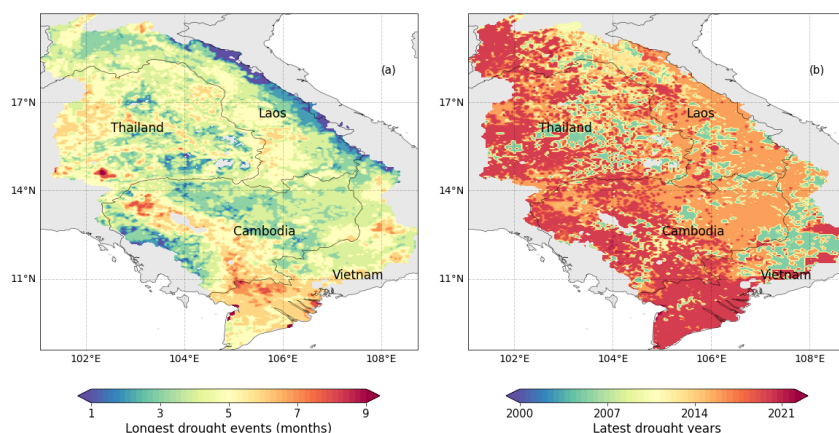 (a)
17°N
Laos
Thailand
14°N
Cambodia
11°N
Vietnam
102°E 104°E 106°E 108°E
1 3 5 7 9
Longest drought events (months)
(b)
17°N
Laos
Thailand
14°N
Cambodia
11°N
Vietnam
102°E 104°E 106°E 108°E
2000 2007 2014 2021
Latest drought years